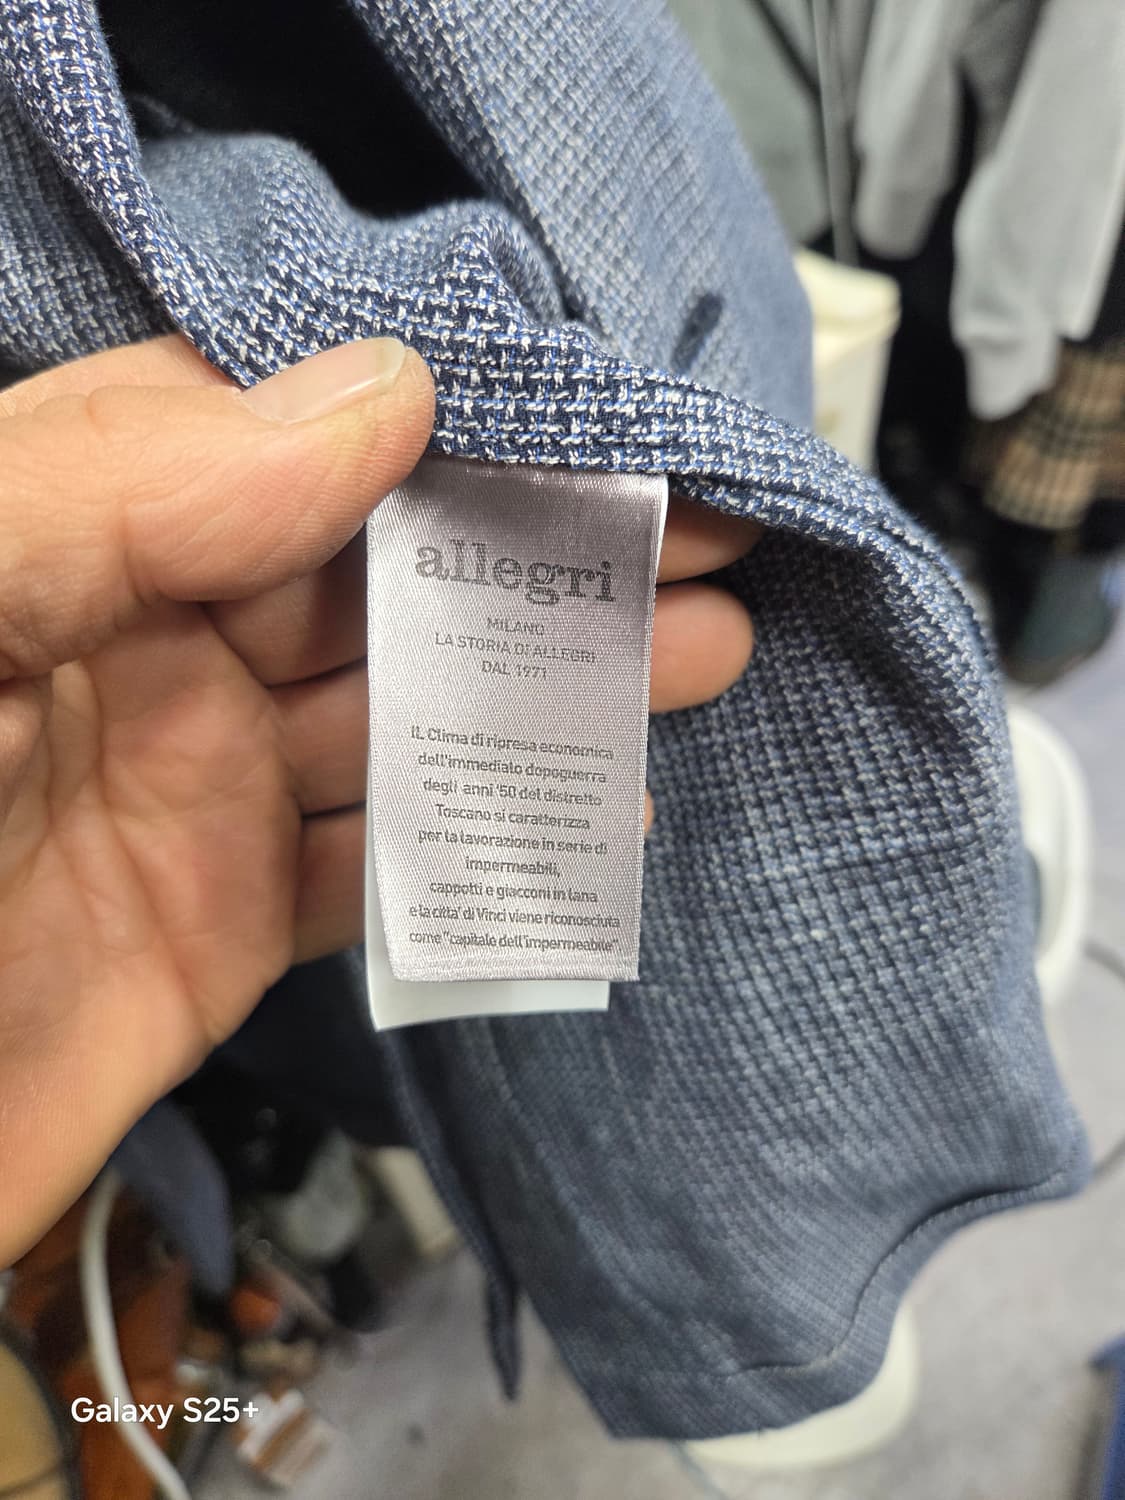 allegri
MILANO
LA STORIA DI ALLEGRI
DAL 1971
IL Clima di ripresa economica
dell'immediato dopoguerra
degli anni '50 del distretto
Toscano si caratterizza
per la lavorazione in serie di
impermeabili,
cappotti e giacconi in lana
e la citta' di Vinci viene riconosciuta
come "capitale dell'impermeabile".
Galaxy S25+